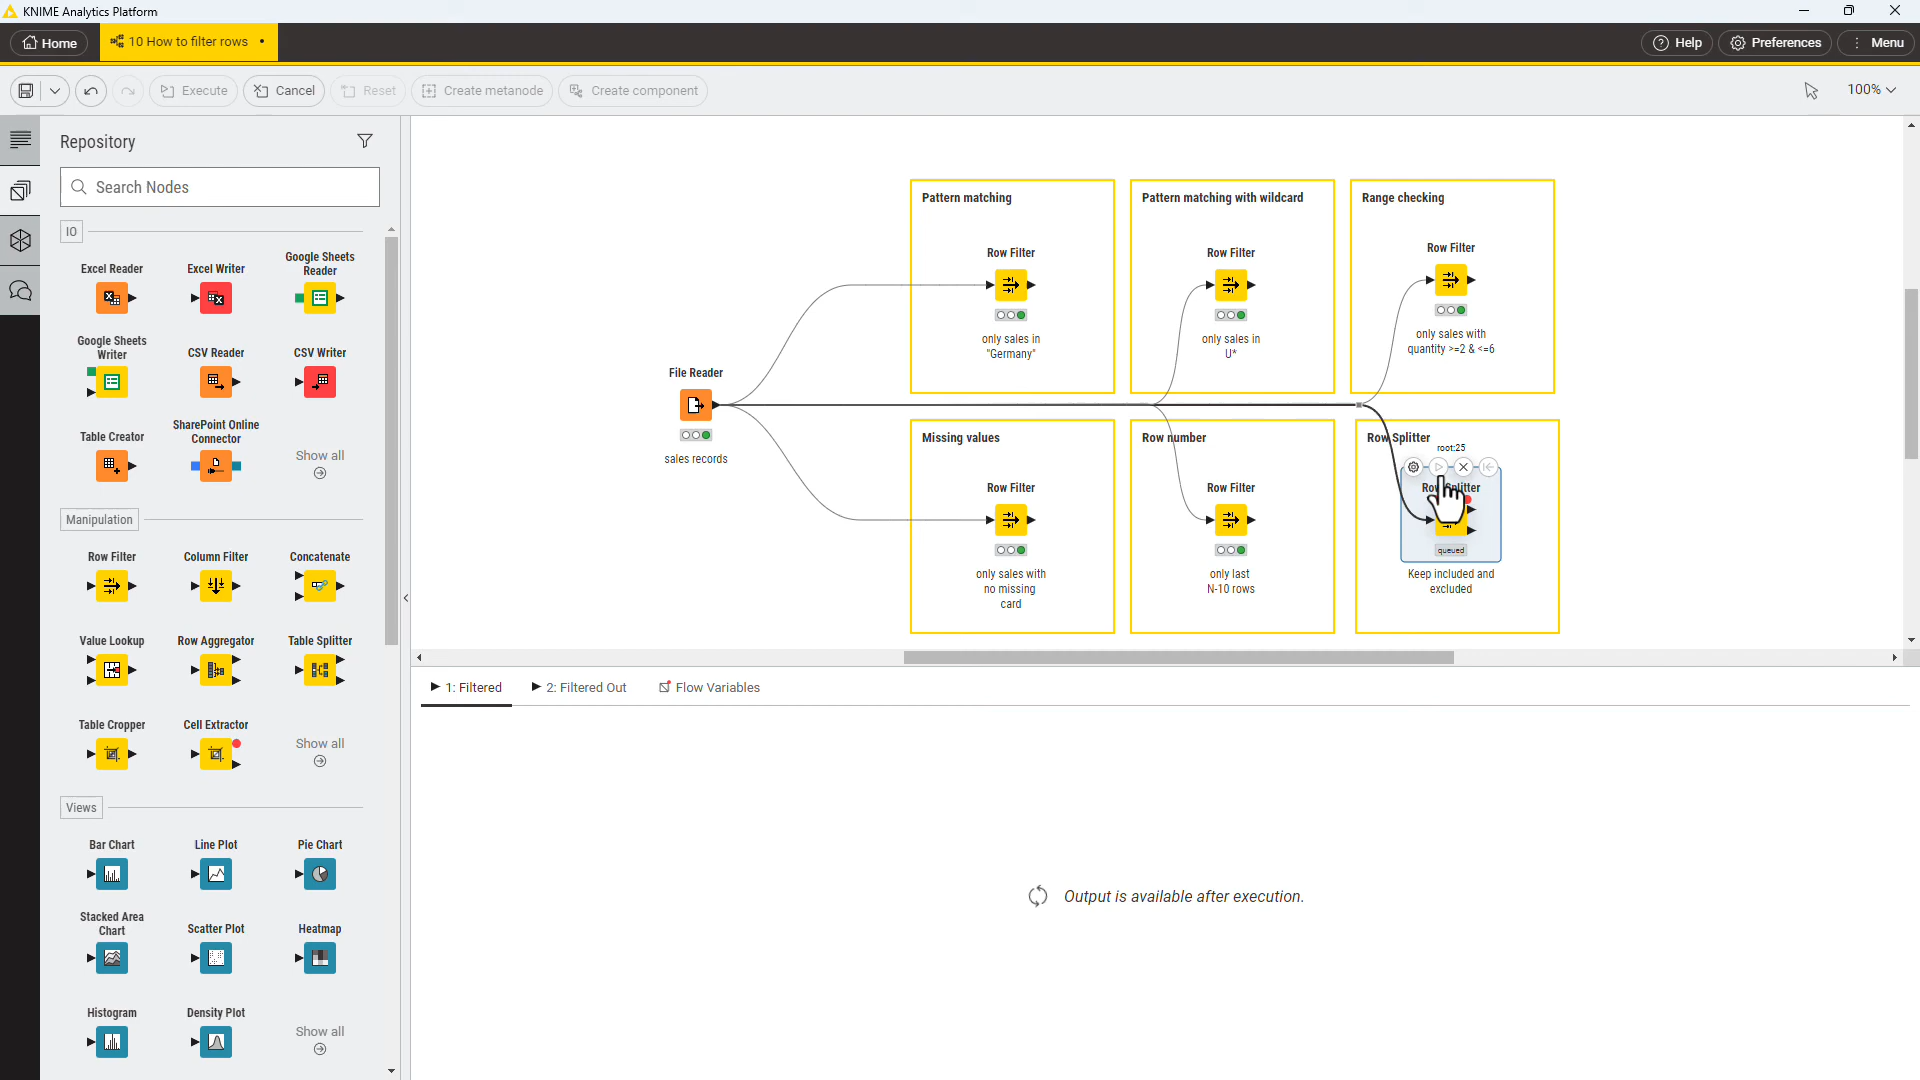 KNIME Analytics Platform
Home
10 How to filter rows
Help
Preferences
Menu
Execute
Cancel
Reset
Create metanode
Create component
100%
Repository
Search Nodes
IO
Excel Reader
Excel Writer
Google Sheets
Reader
Google Sheets
Writer
CSV Reader
CSV Writer
Table Creator
SharePoint Online
Connector
Show all
Manipulation
Row Filter
Column Filter
Concatenate
Value Lookup
Row Aggregator
Table Splitter
Table Cropper
Cell Extractor
Show all
Views
Bar Chart
Line Plot
Pie Chart
Stacked Area
Chart
Scatter Plot
Heatmap
Histogram
Density Plot
Show all
File Reader
sales records
Pattern matching
Row Filter
only sales in
"Germany"
Pattern matching with wildcard
Row Filter
only sales in
U*
Range checking
Row Filter
only sales with
quantity >=2 & <=6
Missing values
Row Filter
only sales with
no missing
card
Row number
Row Filter
only last
N-10 rows
Row Splitter
root:25
Row Splitter
queued
Keep included and
excluded
1: Filtered
2: Filtered Out
Flow Variables
Output is available after execution.